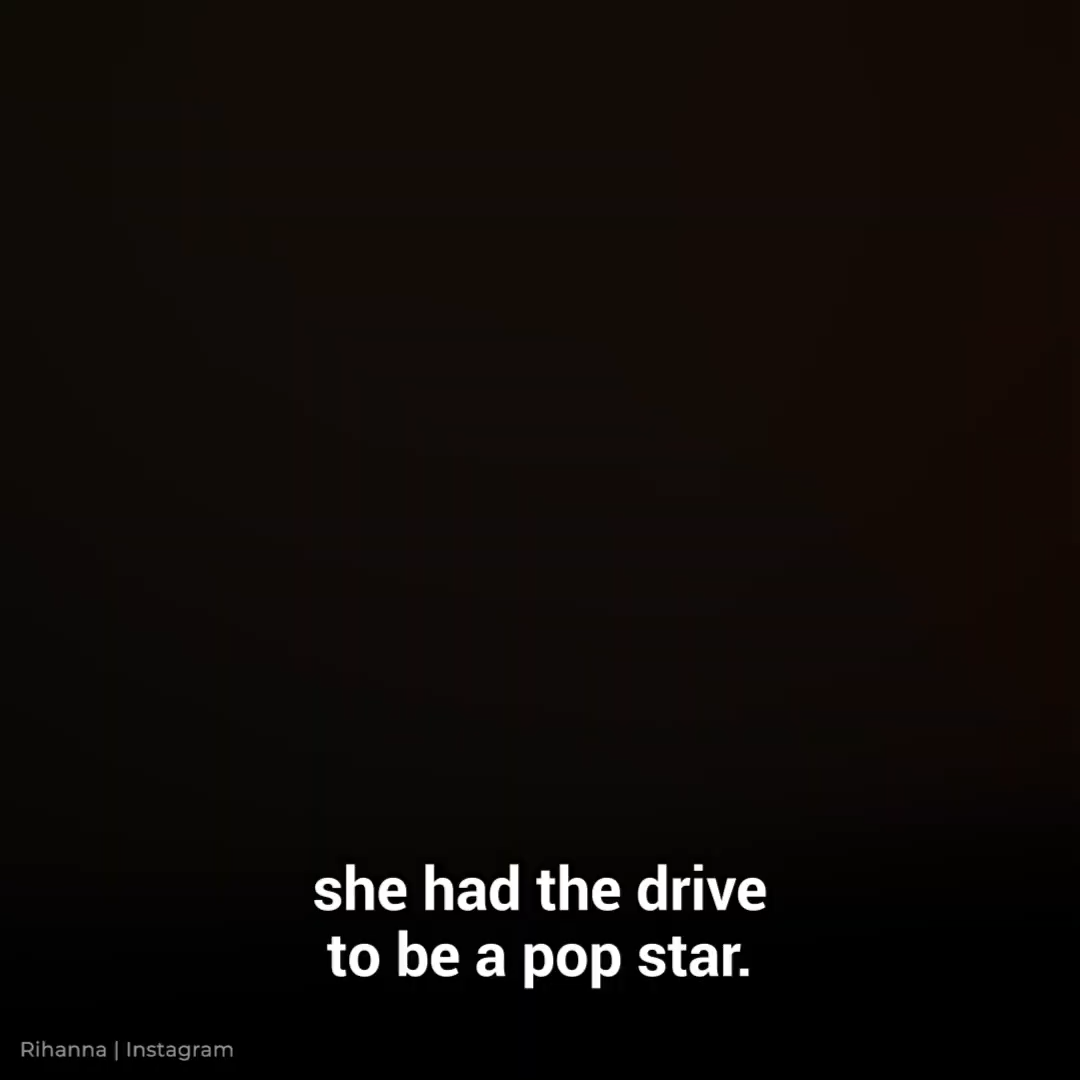 she had the drive
to be a pop star.
Rihanna | Instagram